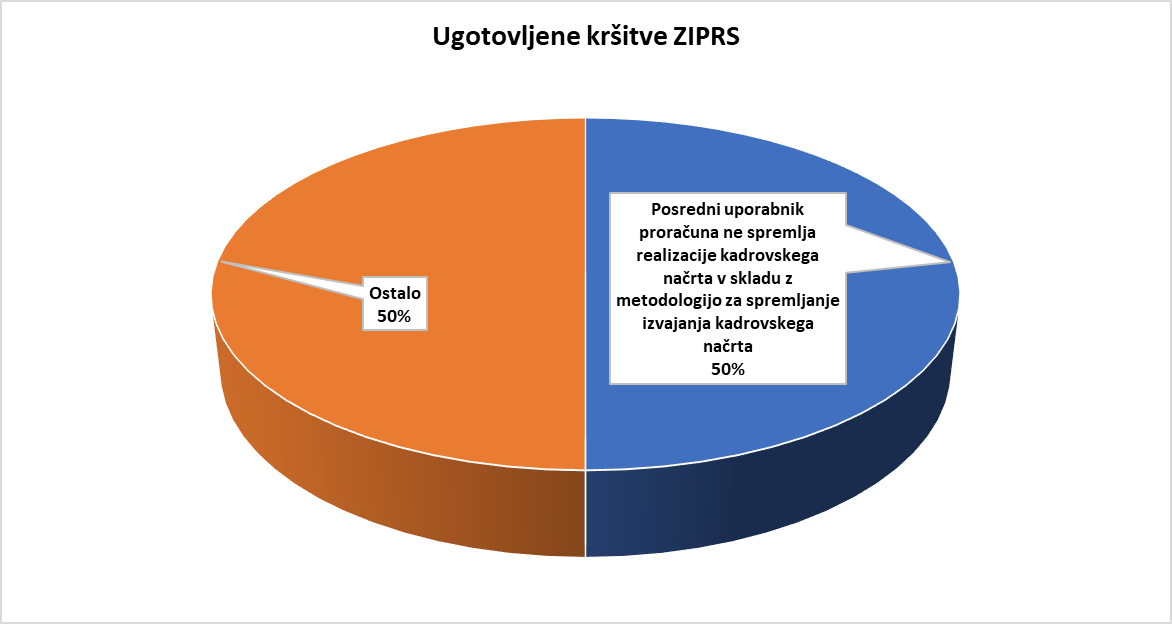 Ugotovljene kršitve ZIPRS
Ostalo
50%
Posredni uporabnik
proračuna ne spremlja
realizacije kadrovskega
načrta v skladu z
metodologijo za spremljanje
izvajanja kadrovskega
načrta
50%